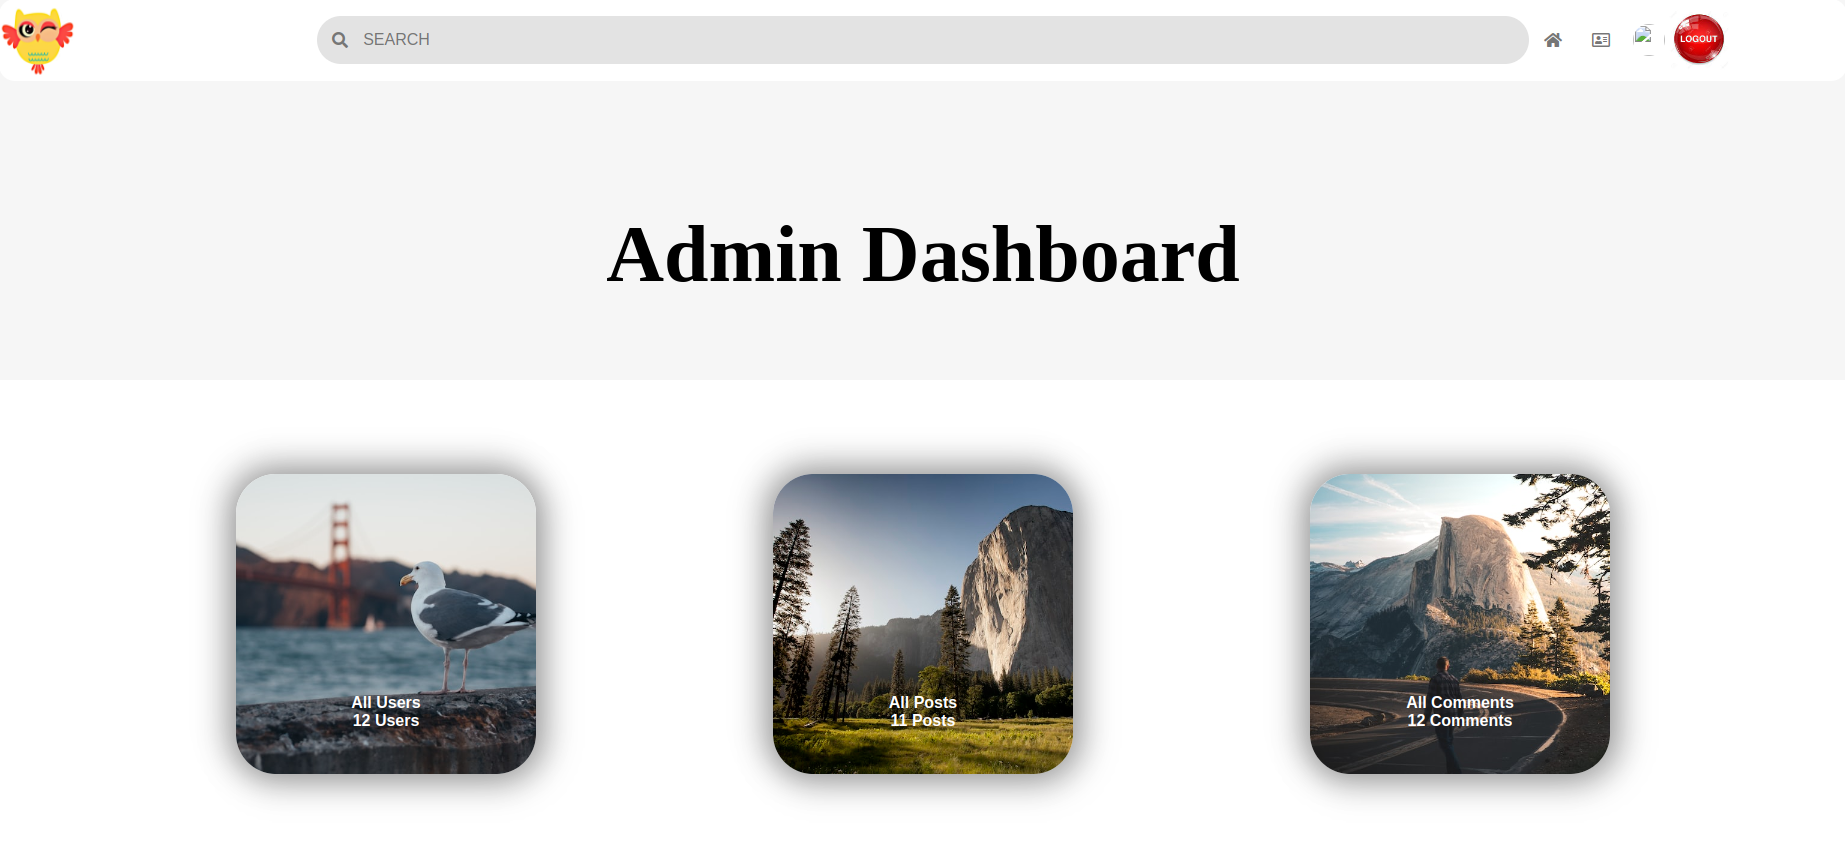 SEARCH
LOGOUT
Admin Dashboard
All Users
12 Users
All Posts
11 Posts
All Comments
12 Comments